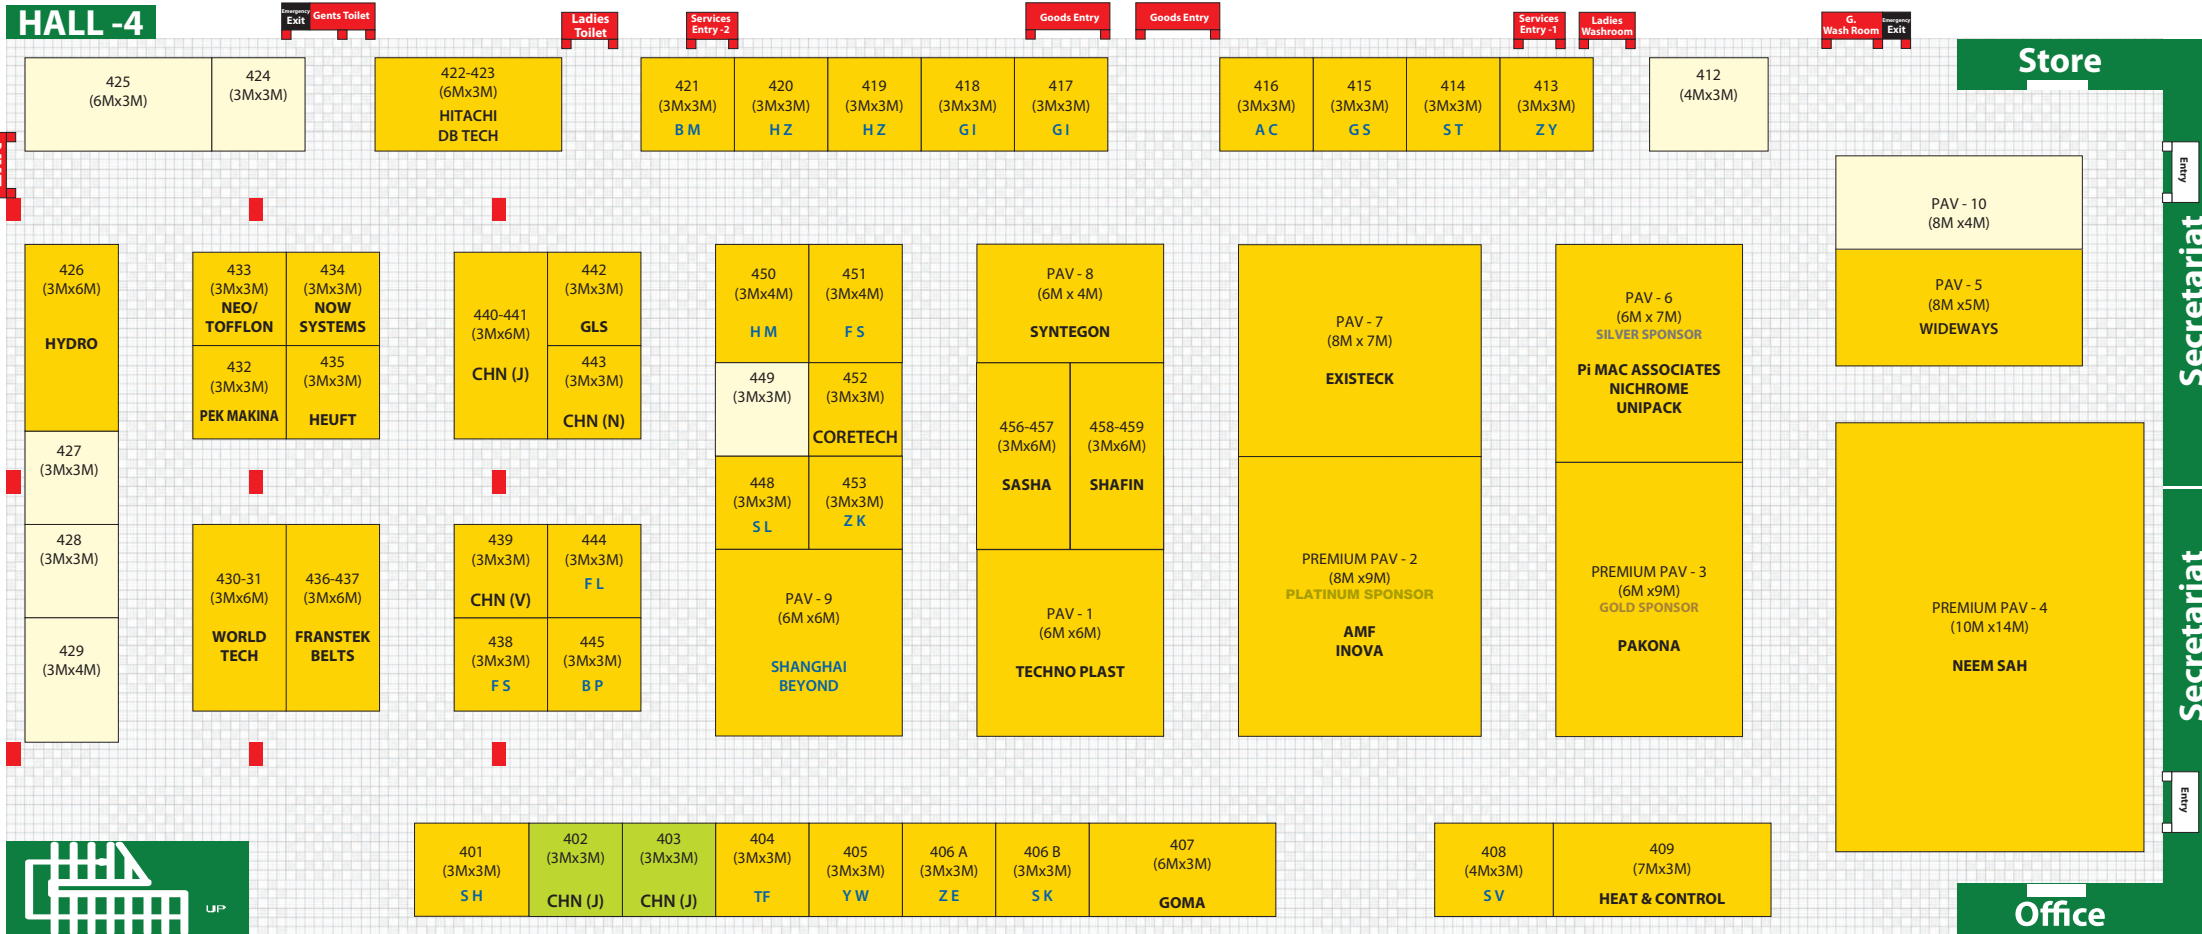 HALL -4
Emergency
Exit
Gents Toilet
Ladies
Toilet
Services
Entry -2
Goods Entry
Goods Entry
Services
Entry -1
Ladies
Washroom
G.
Wash Room
Emergency
Exit
Store
425
(6Mx3M)
424
(3Mx3M)
422-423
(6Mx3M)
HITACHI
DB TECH
421
(3Mx3M)
B M
420
(3Mx3M)
H Z
419
(3Mx3M)
H Z
418
(3Mx3M)
G I
417
(3Mx3M)
G I
416
(3Mx3M)
A C
415
(3Mx3M)
G S
414
(3Mx3M)
S T
413
(3Mx3M)
Z Y
412
(4Mx3M)
Entry
PAV - 10
(8M x4M)
PAV - 5
(8M x5M)
WIDEWAYS
Secretariat
426
(3Mx6M)
HYDRO
433
(3Mx3M)
NEO/
TOFFLON
434
(3Mx3M)
NOW
SYSTEMS
432
(3Mx3M)
PEK MAKINA
435
(3Mx3M)
HEUFT
440-441
(3Mx6M)
CHN (J)
442
(3Mx3M)
GLS
443
(3Mx3M)
CHN (N)
450
(3Mx4M)
H M
451
(3Mx4M)
F S
449
(3Mx3M)
452
(3Mx3M)
CORETECH
448
(3Mx3M)
S L
453
(3Mx3M)
Z K
PAV - 8
(6M x 4M)
SYNTEGON
456-457
(3Mx6M)
SASHA
458-459
(3Mx6M)
SHAFIN
PAV - 7
(8M x 7M)
EXISTECK
PAV - 6
(6M x 7M)
SILVER SPONSOR
Pi MAC ASSOCIATES
NICHROME
UNIPACK
427
(3Mx3M)
428
(3Mx3M)
429
(3Mx4M)
430-31
(3Mx6M)
WORLD
TECH
436-437
(3Mx6M)
FRANSTEK
BELTS
439
(3Mx3M)
CHN (V)
444
(3Mx3M)
F L
438
(3Mx3M)
F S
445
(3Mx3M)
B P
PAV - 9
(6M x6M)
SHANGHAI
BEYOND
PAV - 1
(6M x6M)
TECHNO PLAST
PREMIUM PAV - 2
(8M x9M)
PLATINUM SPONSOR
AMF
INOVA
PREMIUM PAV - 3
(6M x9M)
GOLD SPONSOR
PAKONA
PREMIUM PAV - 4
(10M x14M)
NEEM SAH
Secretariat
Entry
UP
401
(3Mx3M)
S H
402
(3Mx3M)
CHN (J)
403
(3Mx3M)
CHN (J)
404
(3Mx3M)
TF
405
(3Mx3M)
Y W
406 A
(3Mx3M)
Z E
406 B
(3Mx3M)
S K
407
(6Mx3M)
GOMA
408
(4Mx3M)
S V
409
(7Mx3M)
HEAT & CONTROL
Office